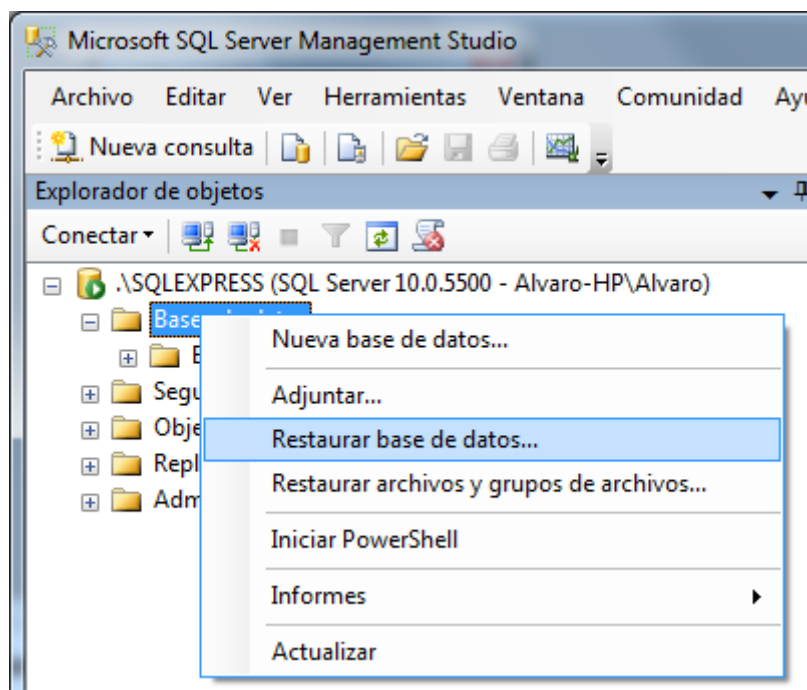 Microsoft SQL Server Management Studio
Archivo Editar Ver Herramientas Ventana Comunidad
Nueva consulta
Explorador de objetos
Conectar
.\SQLEXPRESS (SQL Server 10.0.5500 - Alvaro-HP\Alvaro)
Nueva base de datos...
Adjuntar...
Restaurar base de datos...
Restaurar archivos y grupos de archivos...
Iniciar PowerShell
Informes
Actualizar